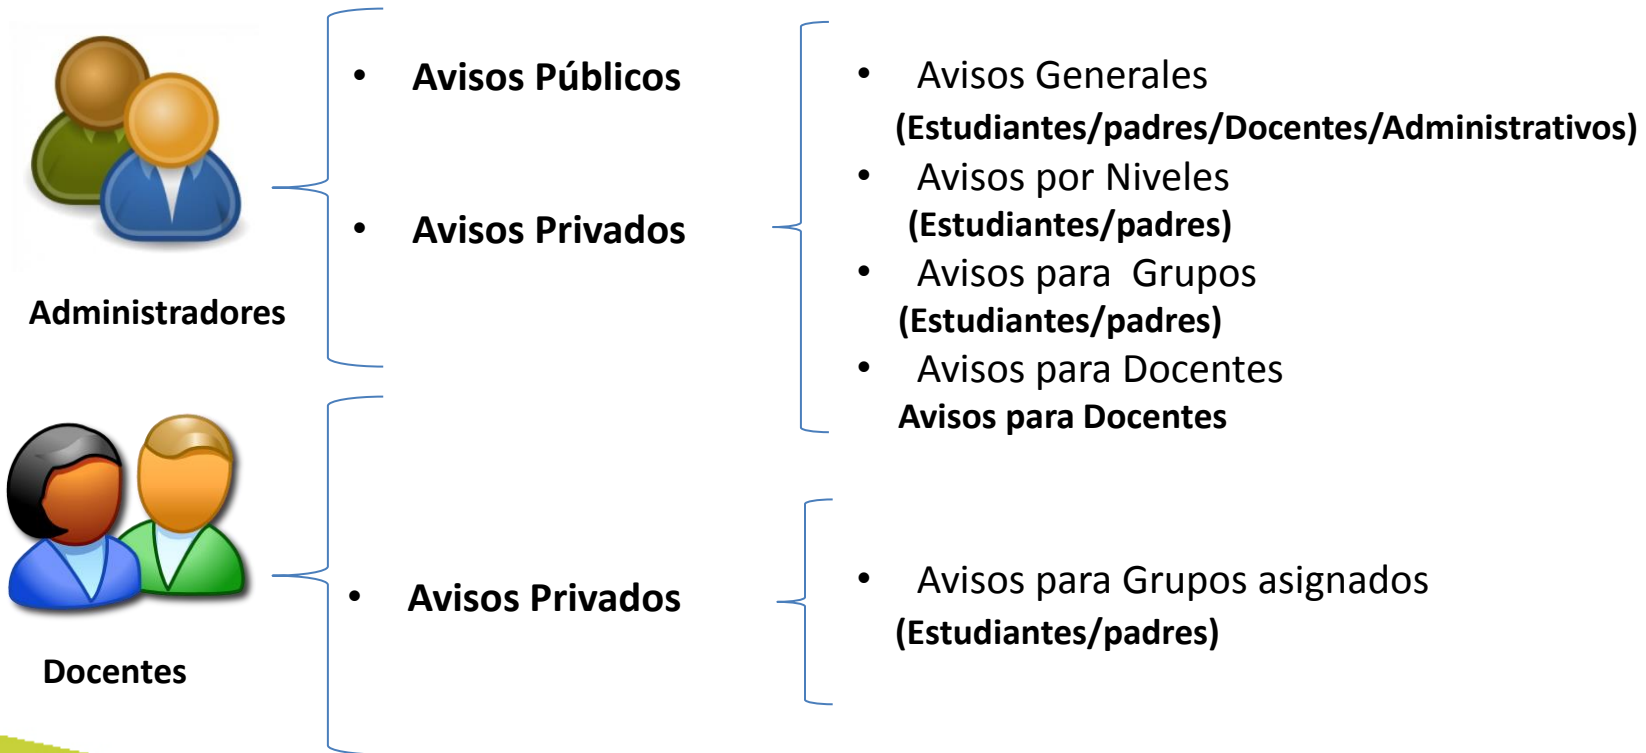 Administradores
• Avisos Públicos
• Avisos Privados
• Avisos Generales
(Estudiantes/padres/Docentes/Administrativos)
• Avisos por Niveles
(Estudiantes/padres)
• Avisos para Grupos
(Estudiantes/padres)
• Avisos para Docentes
Avisos para Docentes
Docentes
• Avisos Privados
• Avisos para Grupos asignados
(Estudiantes/padres)